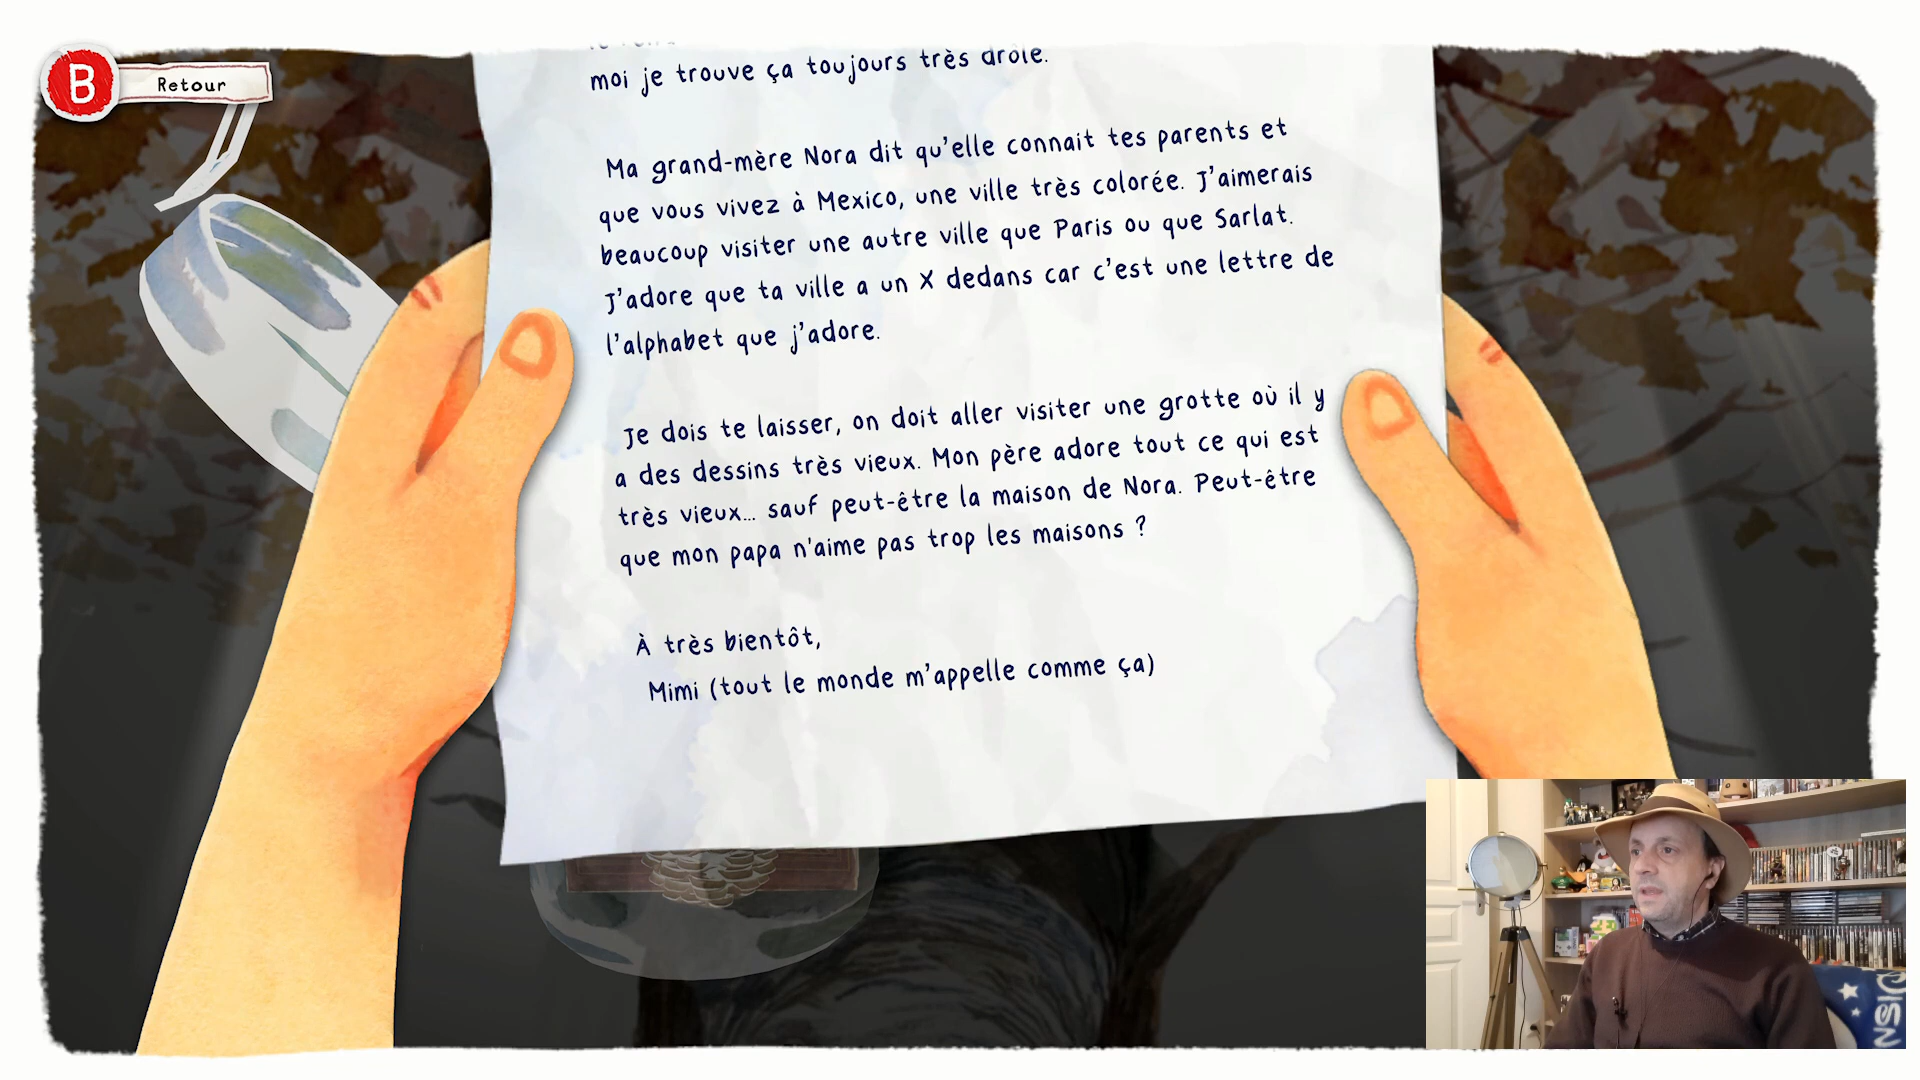 B
Retour
moi je trouve ça toujours très drôle.
Ma grand-mère Nora dit qu'elle connait tes parents et
que vous vivez à Mexico, une ville très colorée. J'aimerais
beaucoup visiter une autre ville que Paris ou que Sarlat.
J'adore que ta ville a un X dedans car c'est une lettre de
l'alphabet que j'adore.
Je dois te laisser, on doit aller visiter une grotte où il y
a des dessins très vieux. Mon père adore tout ce qui est
très vieux... sauf peut-être la maison de Nora. Peut-être
que mon papa n'aime pas trop les maisons ?
À très bientôt,
Mimi (tout le monde m'appelle comme ça)